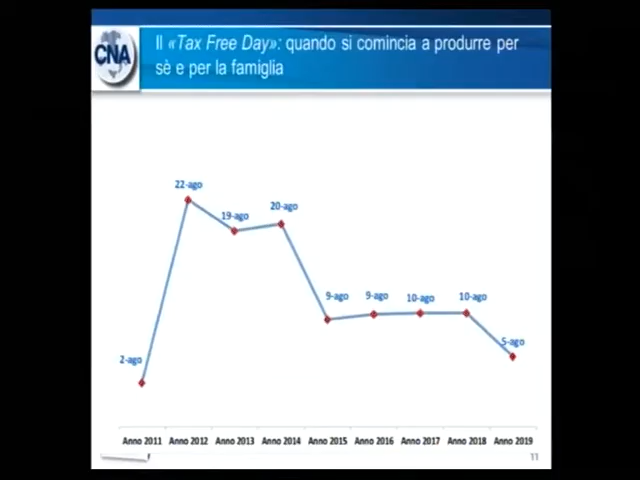 CNA
Il «Tax Free Day»: quando si comincia a produrre per
sè e per la famiglia
22-ago
20-ago
19-ago
9-ago
9-ago
10-ago
10-ago
5-ago
2-ago
Anno 2011 Anno 2012 Anno 2013 Anno 2014 Anno 2015 Anno 2016 Anno 2017 Anno 2018 Anno 2019
11